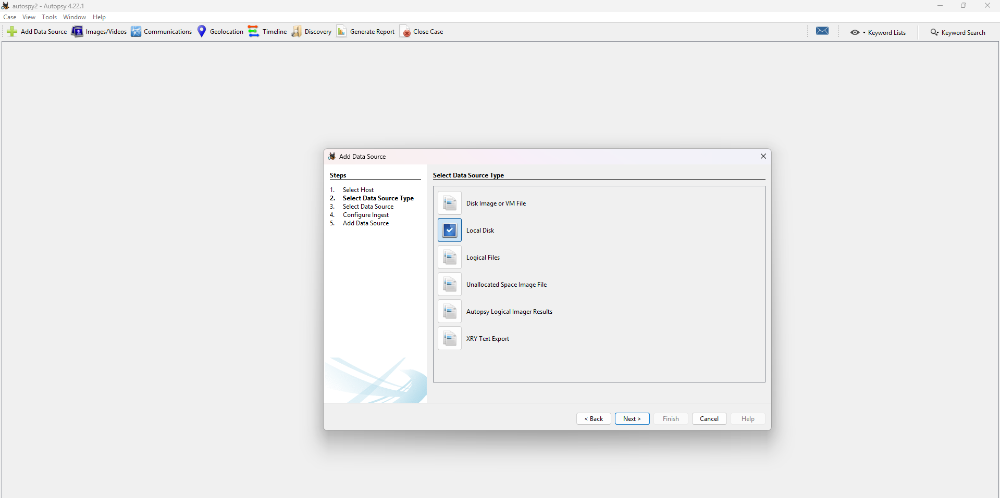 autospy2 - Autopsy 4.22.1
Case View Tools Window Help
Add Data Source Images/Videos Communications Geolocation Timeline Discovery Generate Report Close Case Keyword Lists Keyword Search
Add Data Source
Steps
1. Select Host
2. Select Data Source Type
3. Select Data Source
4. Configure Ingest
5. Add Data Source
Select Data Source Type
Disk Image or VM File
Local Disk
Logical Files
Unallocated Space Image File
Autopsy Logical Imager Results
XRY Text Export
< Back Next > Finish Cancel Help